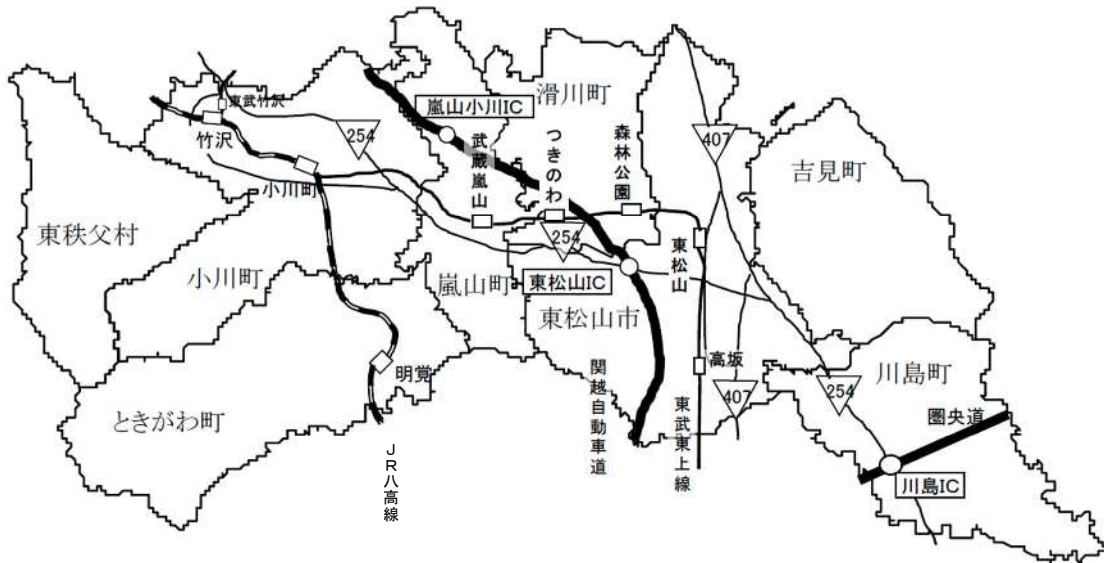 東武竹沢
竹沢
254
嵐山小川IC
滑川町
407
小川町
武蔵嵐山
つきのわ
森林公園
吉見町
東秩父村
小川町
嵐山町
254
東松山IC
東松山市
東松山
明覚
ときがわ町
JR八高線
関越自動車道
高坂
407
東武東上線
254
川島町
圏央道
川島IC